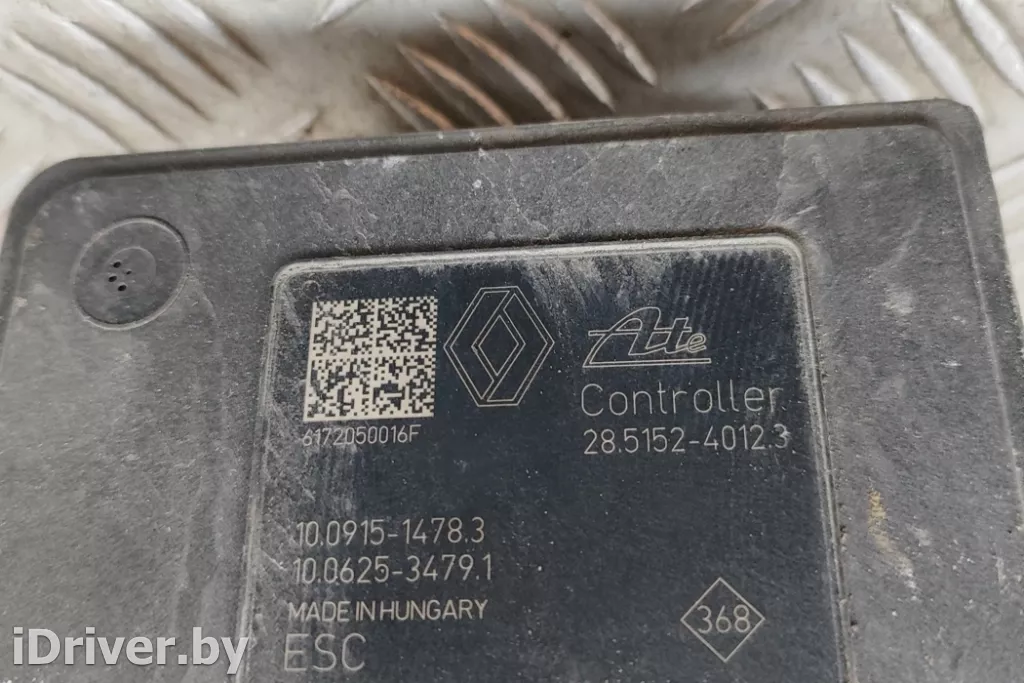 Ate
Controller
28.5152-4012.3
6172050016F
10.0915-1478.3
10.0625-3479.1
MADE IN HUNGARY
368
ESC
iDriver.by